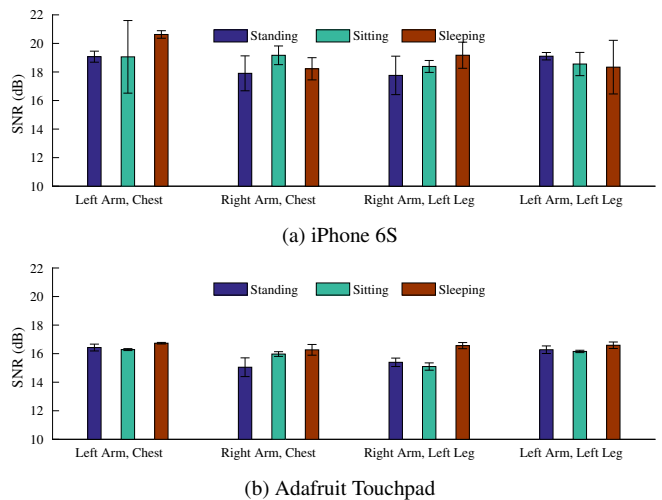 22
20
18
16
14
12
10
SNR (dB)
Standing Sitting Sleeping
Left Arm, Chest Right Arm, Chest Right Arm, Left Leg Left Arm, Left Leg
(a) iPhone 6S
22
20
18
16
14
12
10
SNR (dB)
Standing Sitting Sleeping
Left Arm, Chest Right Arm, Chest Right Arm, Left Leg Left Arm, Left Leg
(b) Adafruit Touchpad